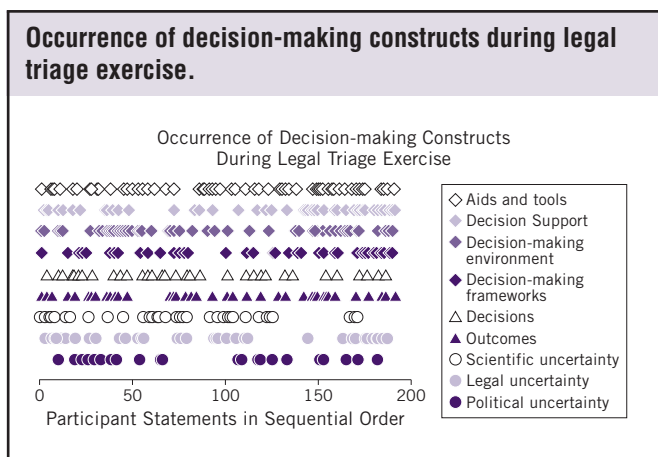 Occurrence of decision-making constructs during legal
triage exercise.
Occurrence of Decision-making Constructs
During Legal Triage Exercise
Aids and tools
Decision Support
Decision-making
environment
Decision-making
frameworks
Decisions
Outcomes
Scientific uncertainty
Legal uncertainty
Political uncertainty
0 50 100 150 200
Participant Statements in Sequential Order